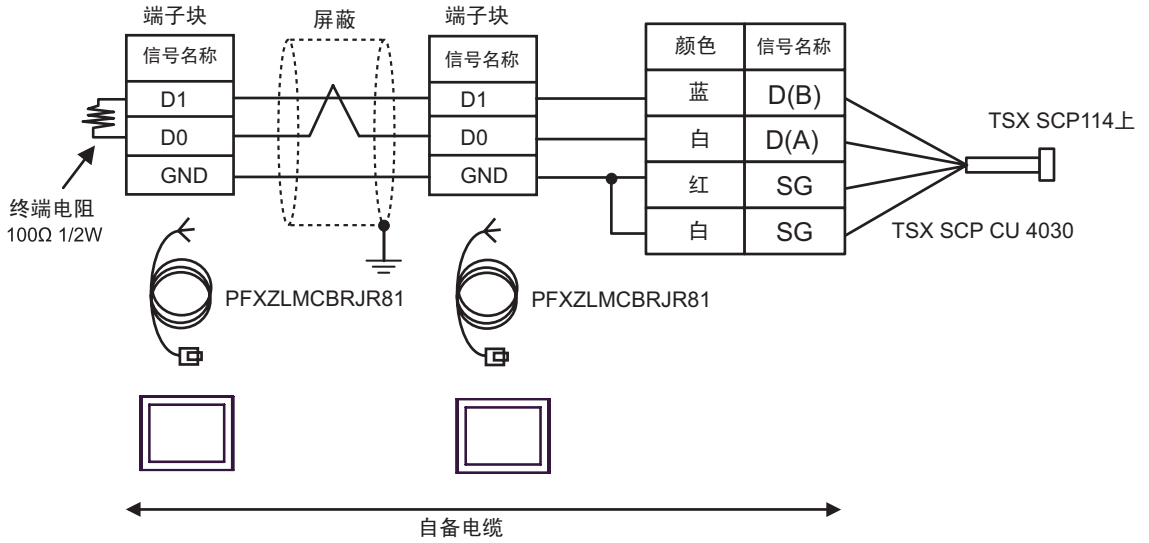 端子块
屏蔽
端子块
信号名称
D1
D0
GND
信号名称
D1
D0
GND
颜色
信号名称
蓝
D(B)
白
D(A)
红
SG
白
SG
TSX SCP114上
TSX SCP CU 4030
终端电阻
100Ω 1/2W
PFXZLMCBRJR81
PFXZLMCBRJR81
自备电缆